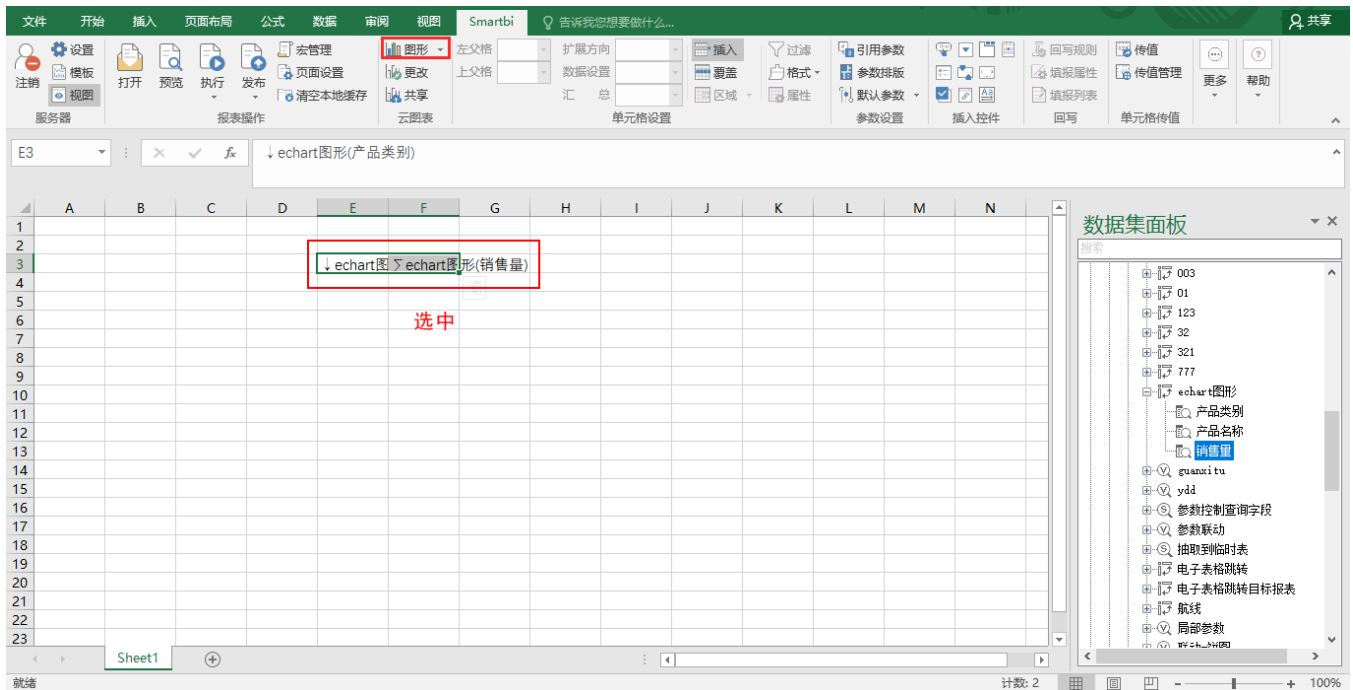 文件 开始 插入 页面布局 公式 数据 审阅 视图 Smartbi 告诉我您想要做什么... 共享
注销 设置 模板 视图
打开 预览 执行 发布
宏管理 页面设置 清空本地缓存
图形 更改 共享
左父格 扩展方向
上父格 数据设置
汇 总
插入 覆盖 区域
过滤 格式 属性
引用参数 参数排版 默认参数
回写规则 填报属性 填报列表
传值 传值管理
更多 帮助
服务器 报表操作 云图表 单元格设置 参数设置 插入控件 回写 单元格传值
E3 fx ↓echart图形(产品类别)
A B C D E F G H I J K L M N
1
2
3 ↓echart图 ∑echart图形(销售量)
4
5
6 选中
7
8
9
10
11
12
13
14
15
16
17
18
19
20
21
22
23
数据集面板
搜索
003
01
123
32
321
777
echart图形
产品类别
产品名称
销售量
guanxitu
ydd
参数控制查询字段
参数联动
抽取到临时表
电子表格跳转
电子表格跳转目标报表
航线
局部参数
Sheet1
就绪 计数: 2 100%